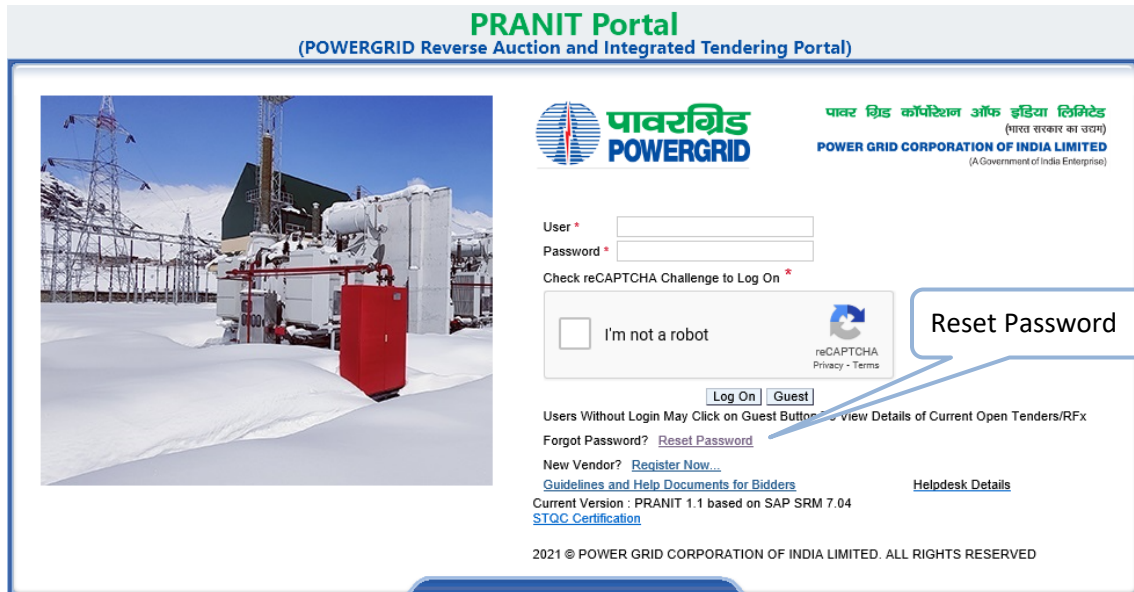 PRANIT Portal
(POWERGRID Reverse Auction and Integrated Tendering Portal)
पावरग्रिड
POWERGRID
पावर ग्रिड कॉर्पोरेशन ऑफ इंडिया लिमिटेड
(भारत सरकार का उद्यम)
POWER GRID CORPORATION OF INDIA LIMITED
(A Government of India Enterprise)
User *
Password *
Check reCAPTCHA Challenge to Log On *
I'm not a robot
reCAPTCHA
Privacy - Terms
Reset Password
Log On Guest
Users Without Login May Click on Guest Button To View Details of Current Open Tenders/RFx
Forgot Password? Reset Password
New Vendor? Register Now...
Guidelines and Help Documents for Bidders Helpdesk Details
Current Version : PRANIT 1.1 based on SAP SRM 7.04
STQC Certification
2021 © POWER GRID CORPORATION OF INDIA LIMITED. ALL RIGHTS RESERVED